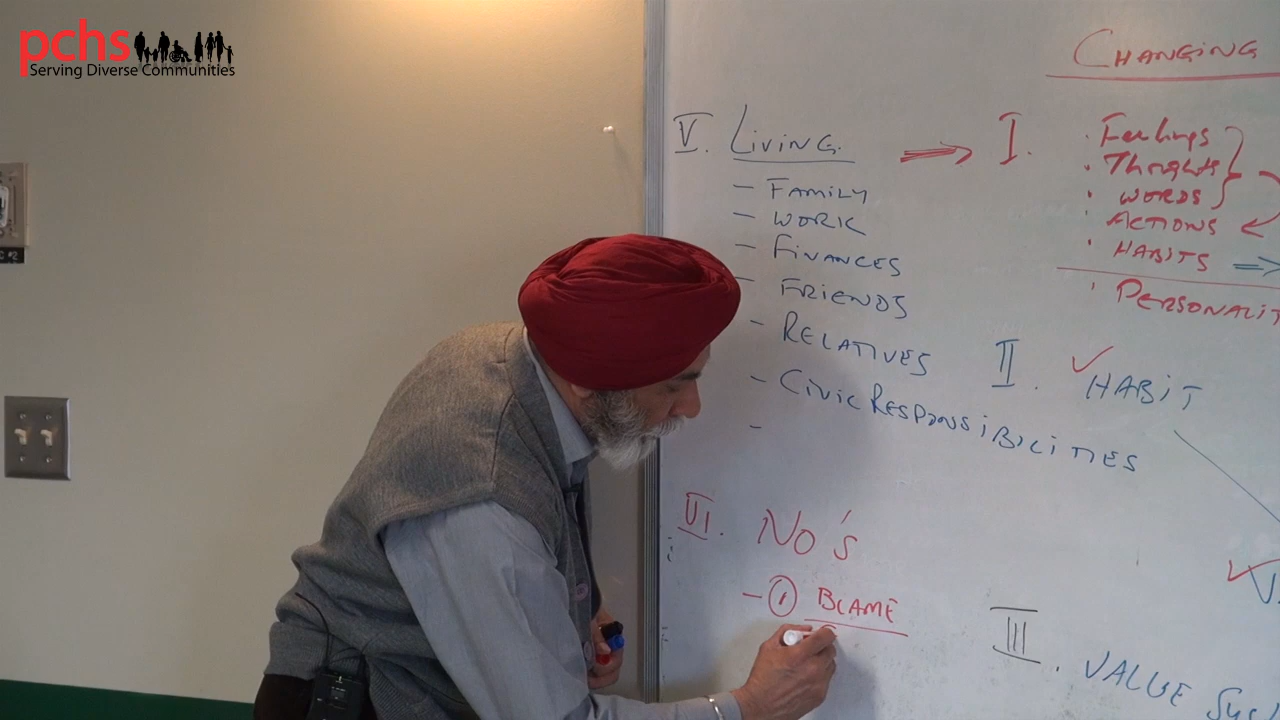 pchs
Serving Diverse Communities
CHANGING
V. LIVING
- FAMILY
- WORK
- FINANCES
- FRIENDS
- RELATIVES
- CIVIC RESPONSIBILITIES
-
I.
· Feelings
· Thoughts
· WORDS
· ACTIONS
· HABITS
· PERSONALIT
II. HABIT
VI. No's
- 1 BLAME
III. VALUE